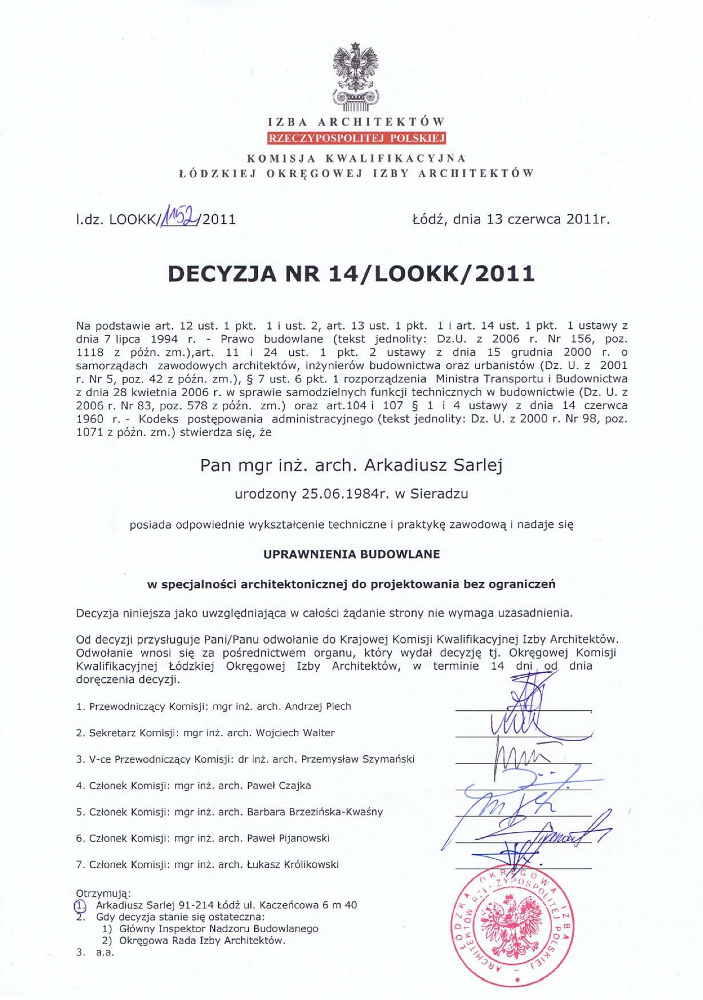 IZBA ARCHITEKTÓW
RZECZYPOSPOLITEJ POLSKIEJ
KOMISJA KWALIFIKACYJNA
ŁÓDZKIEJ OKRĘGOWEJ IZBY ARCHITEKTÓW
l.dz. LOOKK/1152/2011 Łódź, dnia 13 czerwca 2011r.
DECYZJA NR 14/LOOKK/2011
Na podstawie art. 12 ust. 1 pkt. 1 i ust. 2, art. 13 ust. 1 pkt. 1 i art. 14 ust. 1 pkt. 1 ustawy z
dnia 7 lipca 1994 r. - Prawo budowlane (tekst jednolity: Dz.U. z 2006 r. Nr 156, poz.
1118 z późn. zm.),art. 11 i 24 ust. 1 pkt. 2 ustawy z dnia 15 grudnia 2000 r. o
samorządach zawodowych architektów, inżynierów budownictwa oraz urbanistów (Dz. U. z 2001
r. Nr 5, poz. 42 z późn. zm.), § 7 ust. 6 pkt. 1 rozporządzenia Ministra Transportu i Budownictwa
z dnia 28 kwietnia 2006 r. w sprawie samodzielnych funkcji technicznych w budownictwie (Dz. U. z
2006 r. Nr 83, poz. 578 z późn. zm.) oraz art.104 i 107 § 1 i 4 ustawy z dnia 14 czerwca
1960 r. - Kodeks postępowania administracyjnego (tekst jednolity: Dz. U. z 2000 r. Nr 98, poz.
1071 z późn. zm.) stwierdza się, że
Pan mgr inż. arch. Arkadiusz Sarlej
urodzony 25.06.1984r. w Sieradzu
posiada odpowiednie wykształcenie techniczne i praktykę zawodową i nadaje się
UPRAWNIENIA BUDOWLANE
w specjalności architektonicznej do projektowania bez ograniczeń
Decyzja niniejsza jako uwzględniająca w całości żądanie strony nie wymaga uzasadnienia.
Od decyzji przysługuje Pani/Panu odwołanie do Krajowej Komisji Kwalifikacyjnej Izby Architektów.
Odwołanie wnosi się za pośrednictwem organu, który wydał decyzję tj. Okręgowej Komisji
Kwalifikacyjnej Łódzkiej Okręgowej Izby Architektów, w terminie 14 dni od dnia
doręczenia decyzji.
1. Przewodniczący Komisji: mgr inż. arch. Andrzej Piech
2. Sekretarz Komisji: mgr inż. arch. Wojciech Walter
3. V-ce Przewodniczący Komisji: dr inż. arch. Przemysław Szymański
4. Członek Komisji: mgr inż. arch. Paweł Czajka
5. Członek Komisji: mgr inż. arch. Barbara Brzezińska-Kwaśny
6. Członek Komisji: mgr inż. arch. Paweł Pijanowski
7. Członek Komisji: mgr inż. arch. Łukasz Królikowski
Otrzymują:
1. Arkadiusz Sarlej 91-214 Łódź ul. Kaczeńcowa 6 m 40
2. Gdy decyzja stanie się ostateczna:
1) Główny Inspektor Nadzoru Budowlanego
2) Okręgowa Rada Izby Architektów.
3. a.a.
ŁÓDZKA OKRĘGOWA IZBA
ARCHITEKTÓW RZECZYPOSPOLITEJ POLSKIEJ